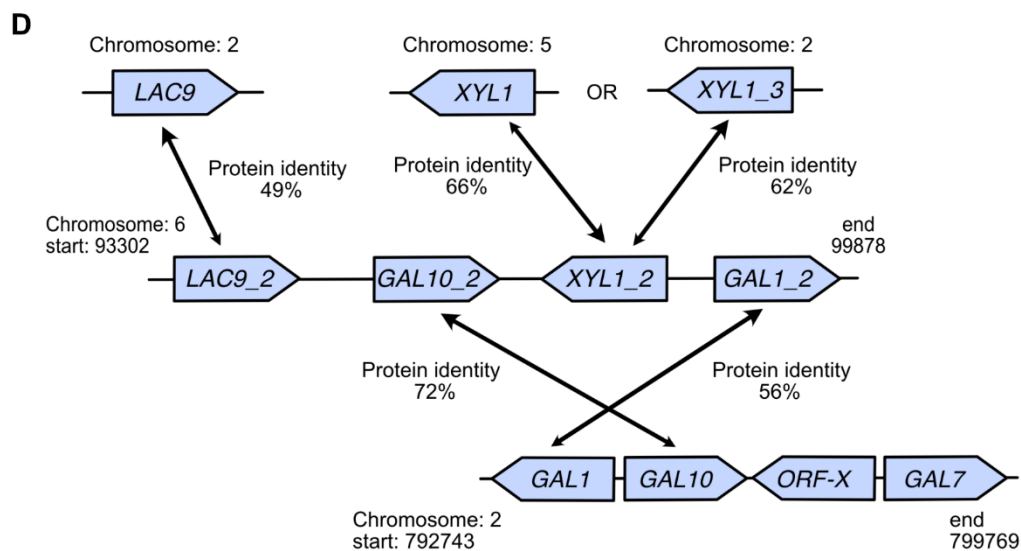 D
Chromosome: 2
Chromosome: 5
Chromosome: 2
LAC9
XYL1
OR
XYL1_3
Protein identity
49%
Protein identity
66%
Protein identity
62%
Chromosome: 6
start: 93302
end
99878
LAC9_2
GAL10_2
XYL1_2
GAL1_2
Protein identity
72%
Protein identity
56%
GAL1
GAL10
ORF-X
GAL7
Chromosome: 2
start: 792743
end
799769